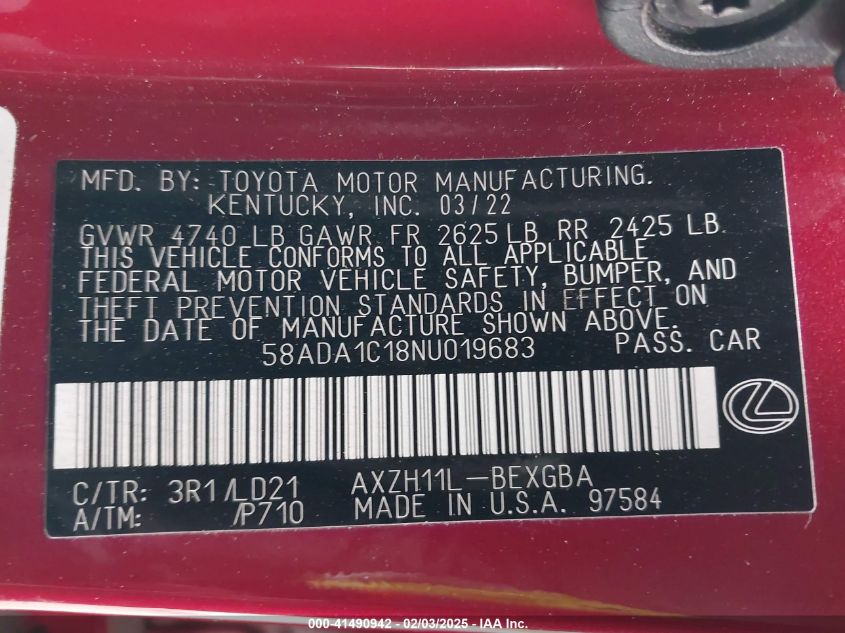 MFD. BY: TOYOTA MOTOR MANUFACTURING.
KENTUCKY, INC. 03/22
GVWR 4740 LB GAWR FR 2625 LB RR 2425 LB
THIS VEHICLE CONFORMS TO ALL APPLICABLE
FEDERAL MOTOR VEHICLE SAFETY, BUMPER, AND
THEFT PREVENTION STANDARDS IN EFFECT ON
THE DATE OF MANUFACTURE SHOWN ABOVE.
58ADA1C18NU019683 PASS. CAR
C/TR: 3R1/LD21 AXZH11L-BEXGBA
A/TM: /P710 MADE IN U.S.A. 97584
000-41490942 - 02/03/2025 - IAA Inc.